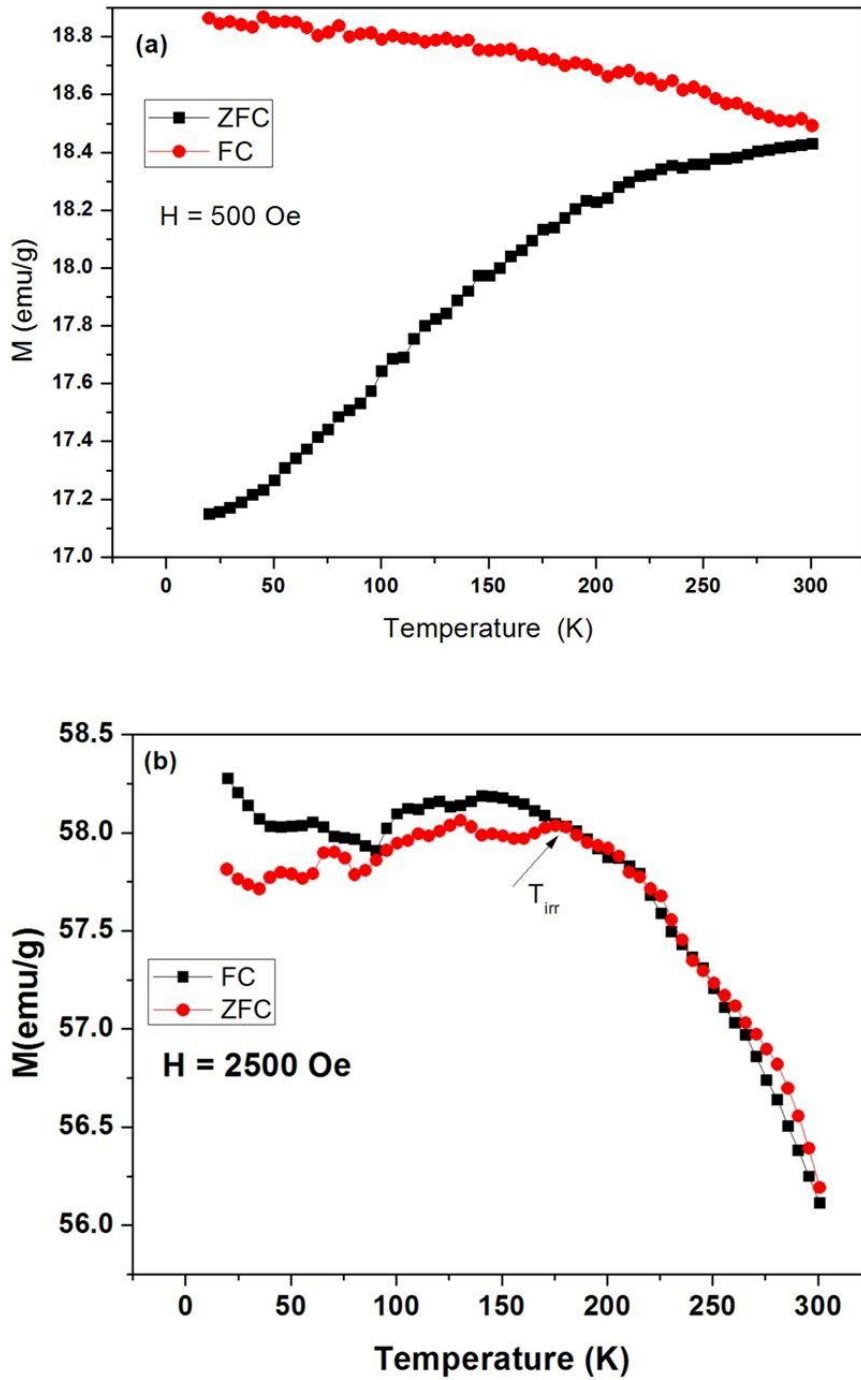 (a)
18.8
18.6
18.4
18.2
18.0
17.8
17.6
17.4
17.2
17.0
M (emu/g)
ZFC
FC
H = 500 Oe
0 50 100 150 200 250 300
Temperature (K)
(b)
58.5
58.0
57.5
57.0
56.5
56.0
M(emu/g)
T_irr
FC
ZFC
H = 2500 Oe
0 50 100 150 200 250 300
Temperature (K)